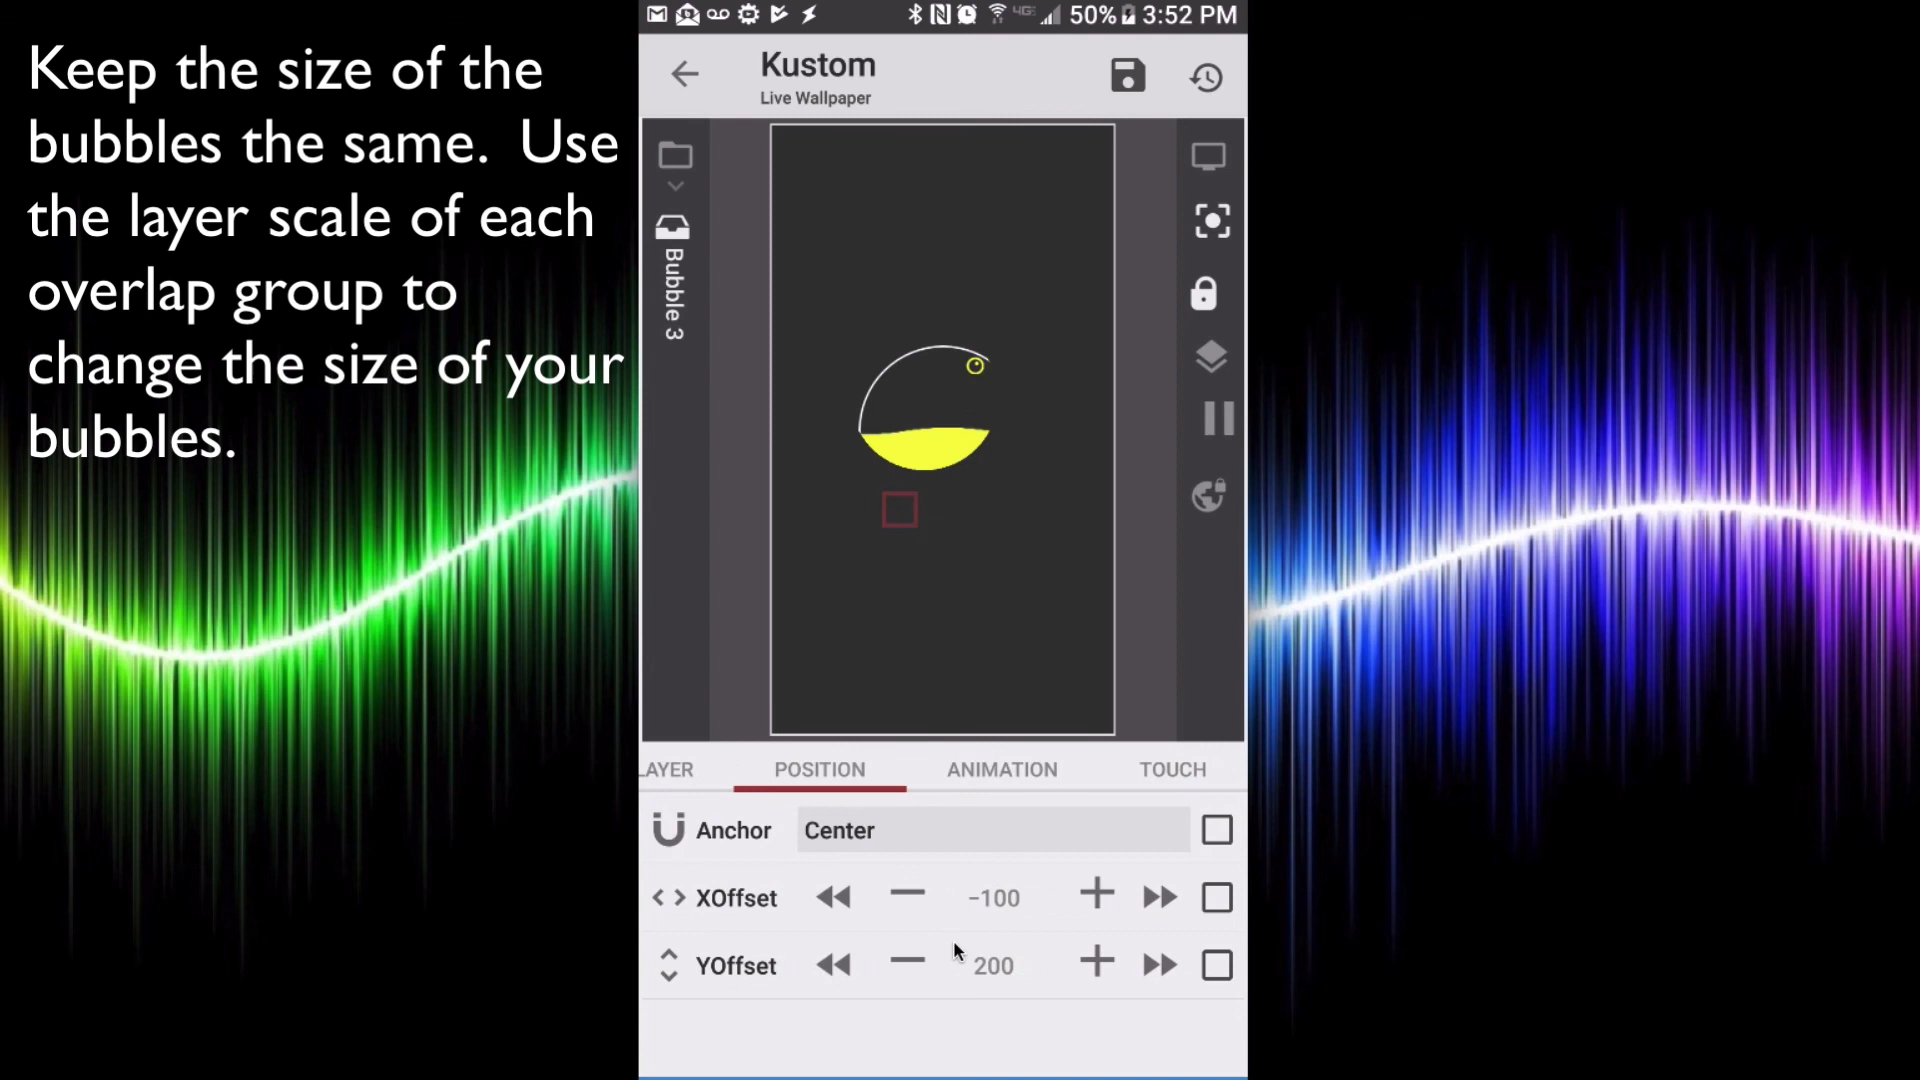 Keep the size of the
bubbles the same.  Use
the layer scale of each
overlap group to
change the size of your
bubbles.
4G 50% 3:52 PM
Kustom
Live Wallpaper
Bubble 3
LAYER POSITION ANIMATION TOUCH
Anchor Center
XOffset -100
YOffset 200